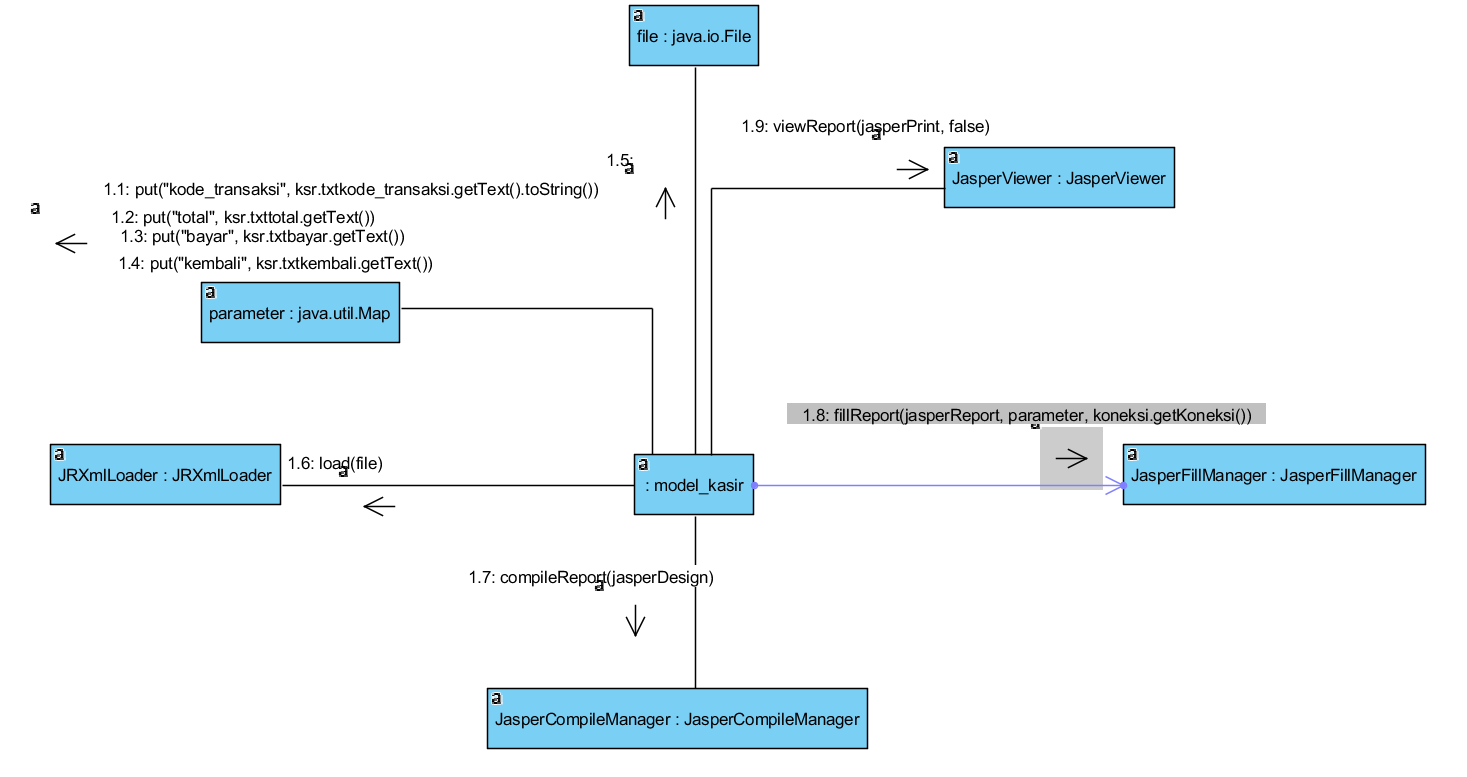 a
file : java.io.File
1.9: viewReport(jasperPrint, false)
a
a
JasperViewer : JasperViewer
1.5:
a
1.1: put("kode_transaksi", ksr.txtkode_transaksi.getText().toString())
a
1.2: put("total", ksr.txttotal.getText())
1.3: put("bayar", ksr.txtbayar.getText())
1.4: put("kembali", ksr.txtkembali.getText())
a
parameter : java.util.Map
1.8: fillReport(jasperReport, parameter, koneksi.getKoneksi())
a
a
JRXmlLoader : JRXmlLoader
1.6: load(file)
a
a
: model_kasir
a
JasperFillManager : JasperFillManager
1.7: compileReport(jasperDesign)
a
a
JasperCompileManager : JasperCompileManager